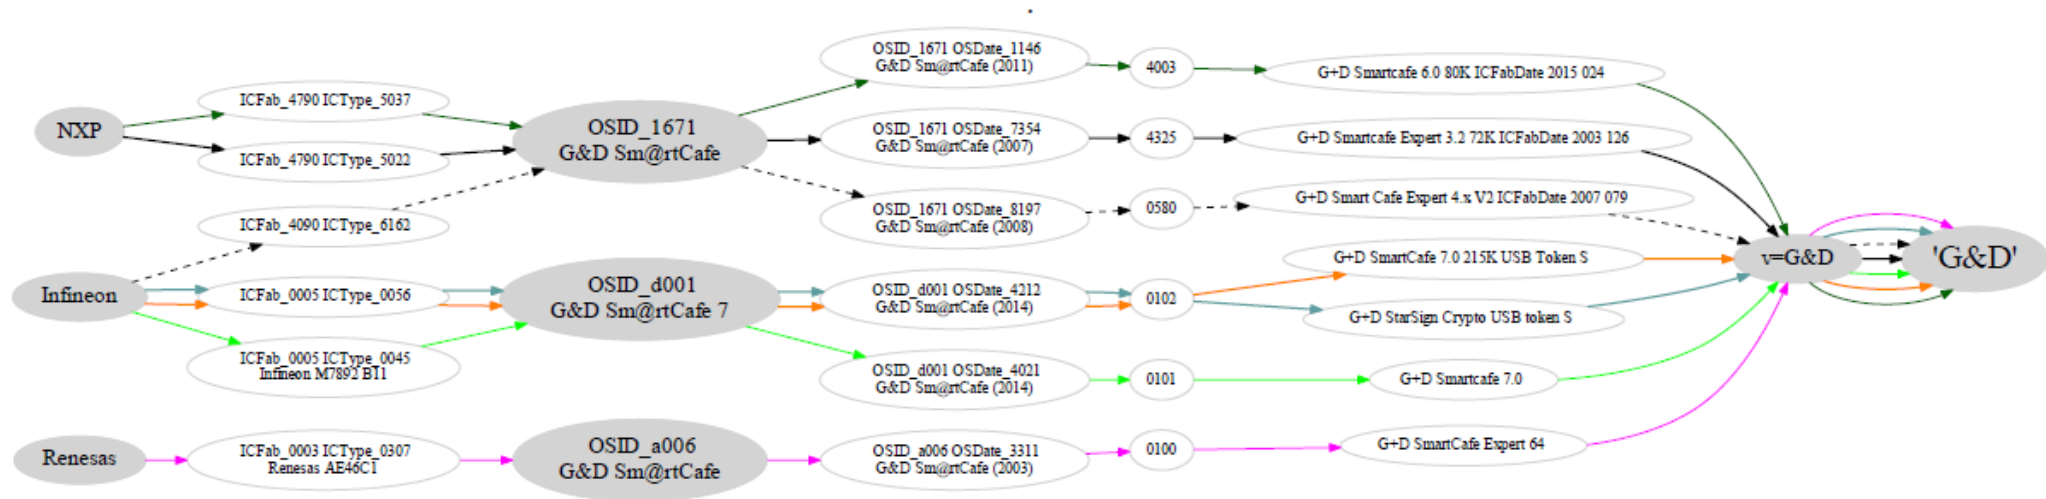 NXP
Infineon
Renesas
ICFab_4790 ICType_5037
ICFab_4790 ICType_5022
ICFab_4090 ICType_6162
ICFab_0005 ICType_0056
ICFab_0005 ICType_0045
Infineon M7892 B11
ICFab_0003 ICType_0307
Renesas AE46C1
OSID_1671
G&D Sm@rtCafe
OSID_d001
G&D Sm@rtCafe 7
OSID_a006
G&D Sm@rtCafe
OSID_1671 OSDate_1146
G&D Sm@rtCafe (2011)
OSID_1671 OSDate_7354
G&D Sm@rtCafe (2007)
OSID_1671 OSDate_8197
G&D Sm@rtCafe (2008)
OSID_d001 OSDate_4212
G&D Sm@rtCafe (2014)
OSID_d001 OSDate_4021
G&D Sm@rtCafe (2014)
OSID_a006 OSDate_3311
G&D Sm@rtCafe (2003)
4003
4325
0580
0102
0101
0100
G+D Smartcafe 6.0 80K ICFabDate 2015 024
G+D Smartcafe Expert 3.2 72K ICFabDate 2003 126
G+D Smart Cafe Expert 4.x V2 ICFabDate 2007 079
G+D SmartCafe 7.0 215K USB Token S
G+D StarSign Crypto USB token S
G+D Smartcafe 7.0
G+D SmartCafe Expert 64
v=G&D
'G&D'